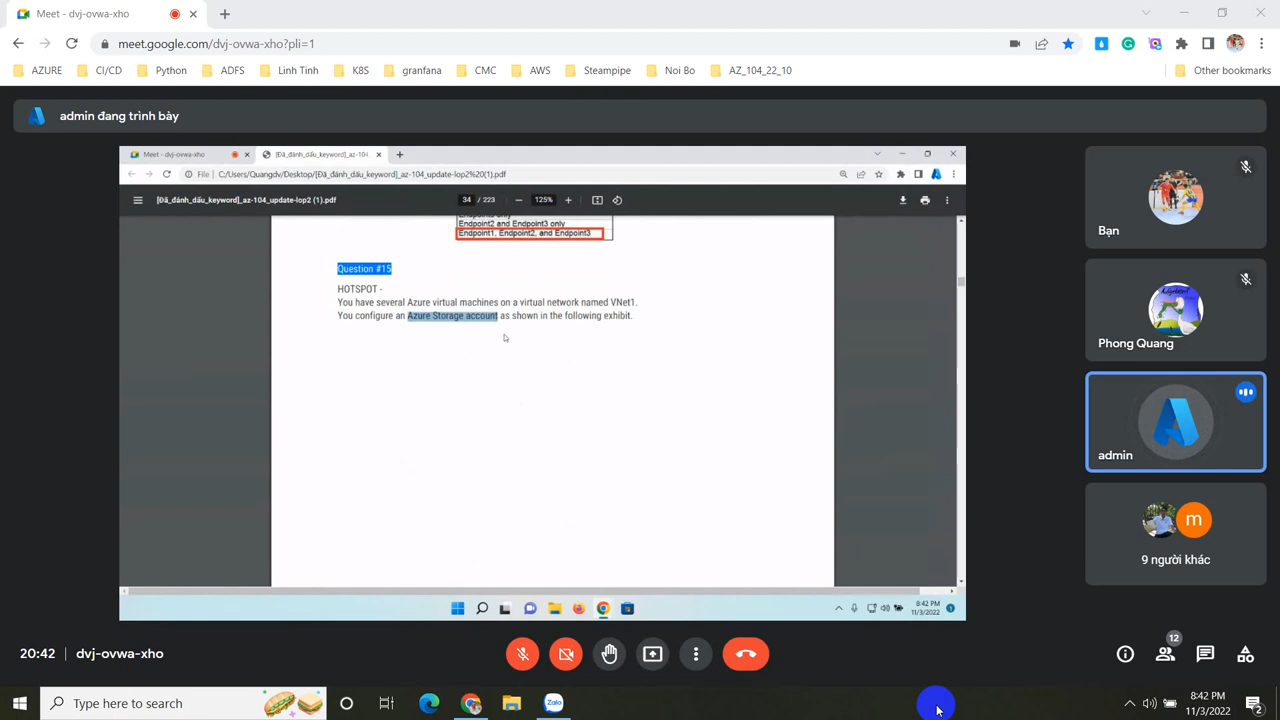 Meet - dvj-ovwa-xho
meet.google.com/dvj-ovwa-xho?pli=1
AZURE
CI/CD
Python
ADFS
Linh Tinh
K8S
granfana
CMC
AWS
Steampipe
Noi Bo
AZ_104_22_10
Other bookmarks
admin đang trình bày
Meet - dvj-ovwa-xho
[Đã_đánh_dấu_keyword]_az-104
File
C:/Users/Quangdv/Desktop/[Đã_đánh_dấu_keyword]_az-104_update-lop2%20(1).pdf
[Đã_đánh_dấu_keyword]_az-104_update-lop2 (1).pdf
34 / 223
125%
Endpoint2 and Endpoint3 only
Endpoint1, Endpoint2, and Endpoint3
Question #15
HOTSPOT -
You have several Azure virtual machines on a virtual network named VNet1.
You configure an Azure Storage account as shown in the following exhibit.
8:42 PM
11/3/2022
1
Bạn
Phong Quang
admin
m
9 người khác
20:42
dvj-ovwa-xho
12
Type here to search
Zalo
8:42 PM
11/3/2022
2